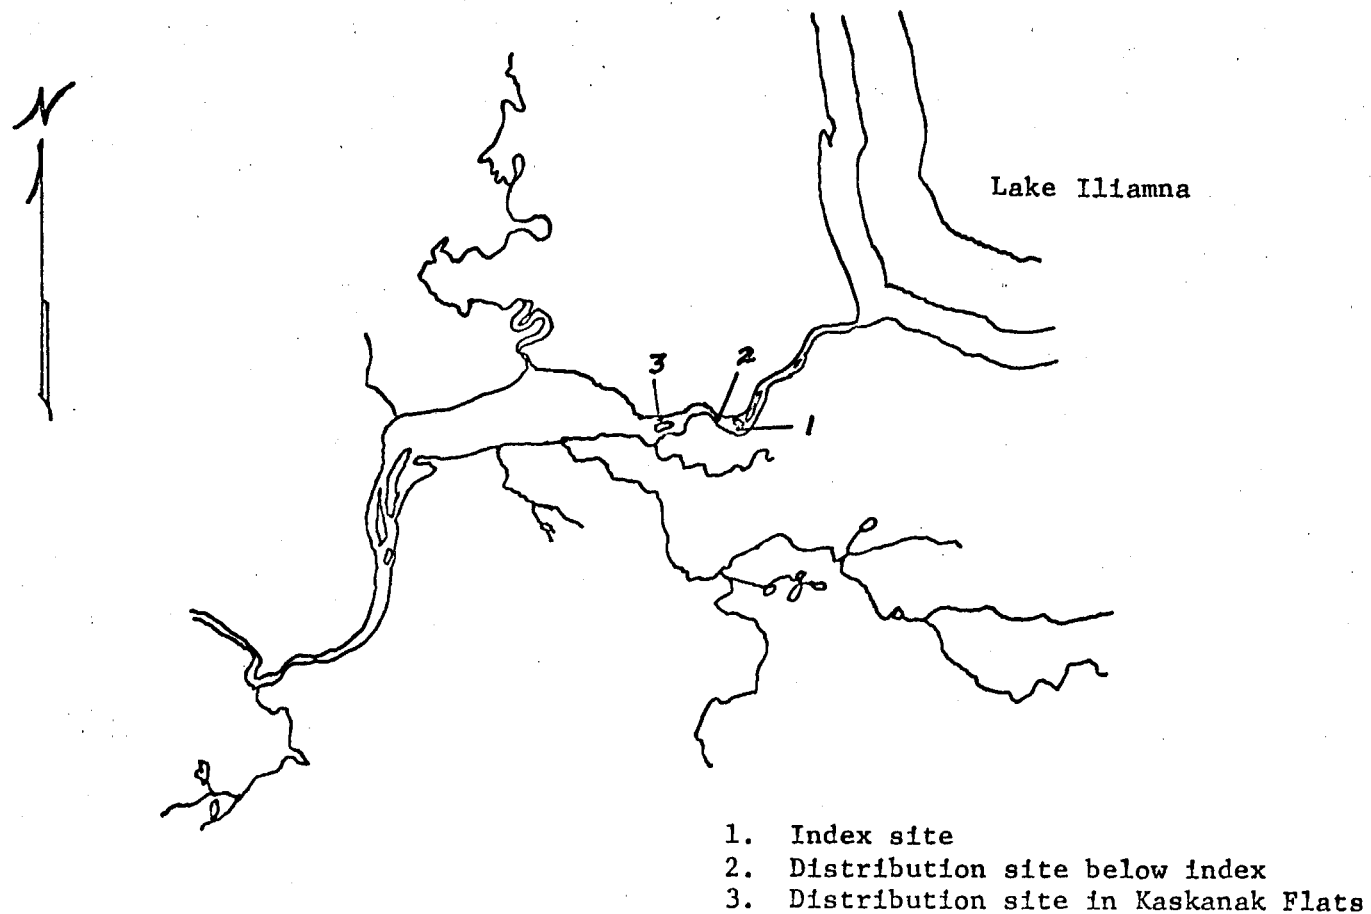 N
Lake Iliamna
3
2
1
1. Index site
2. Distribution site below index
3. Distribution site in Kaskanak Flats